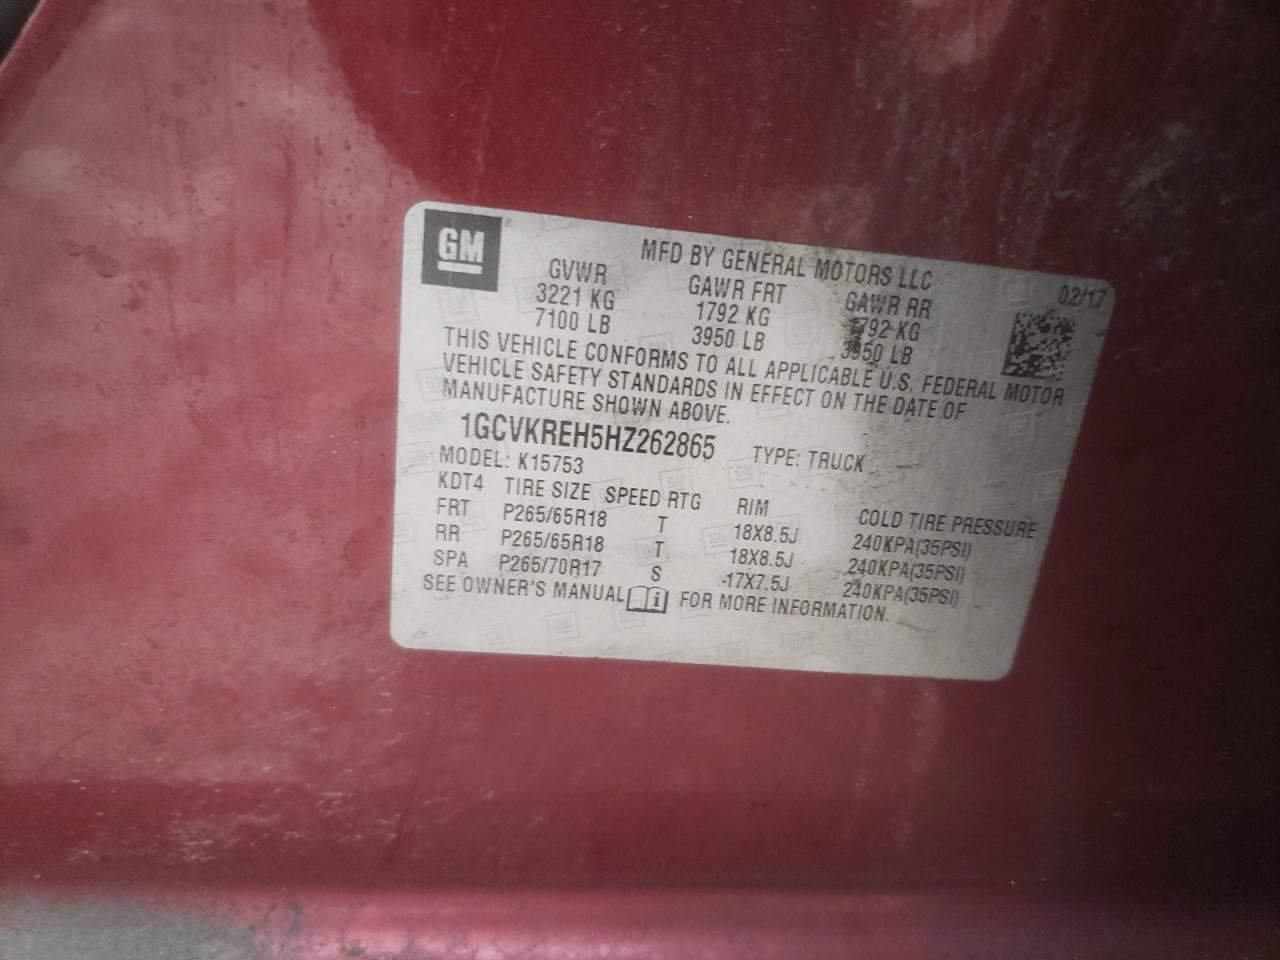 GM
MFD BY GENERAL MOTORS LLC 02/17
GVWR GAWR FRT GAWR RR
3221 KG 1792 KG 1792 KG
7100 LB 3950 LB 3950 LB
THIS VEHICLE CONFORMS TO ALL APPLICABLE U.S. FEDERAL MOTOR
VEHICLE SAFETY STANDARDS IN EFFECT ON THE DATE OF
MANUFACTURE SHOWN ABOVE.
1GCVKREH5HZ262865 TYPE: TRUCK
MODEL: K15753
KDT4 TIRE SIZE SPEED RTG RIM COLD TIRE PRESSURE
FRT P265/65R18 T 18X8.5J 240KPA(35PSI)
RR P265/65R18 T 18X8.5J 240KPA(35PSI)
SPA P265/70R17 S 17X7.5J 240KPA(35PSI)
SEE OWNER'S MANUAL i FOR MORE INFORMATION.